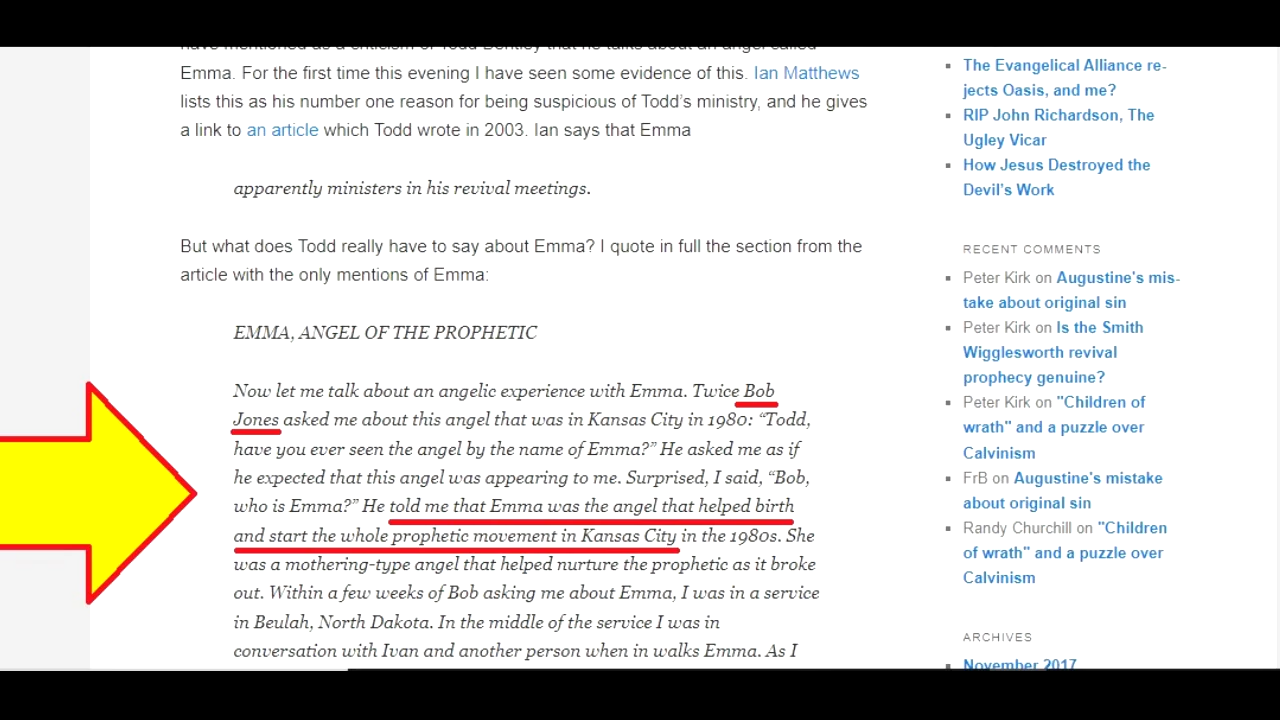 have mentioned as a criticism of Todd Bentley that he talks about an angel called
Emma. For the first time this evening I have seen some evidence of this. Ian Matthews
lists this as his number one reason for being suspicious of Todd's ministry, and he gives
a link to an article which Todd wrote in 2003. Ian says that Emma
apparently ministers in his revival meetings.
But what does Todd really have to say about Emma? I quote in full the section from the
article with the only mentions of Emma:
EMMA, ANGEL OF THE PROPHETIC
Now let me talk about an angelic experience with Emma. Twice Bob
Jones asked me about this angel that was in Kansas City in 1980: “Todd,
have you ever seen the angel by the name of Emma?” He asked me as if
he expected that this angel was appearing to me. Surprised, I said, “Bob,
who is Emma?” He told me that Emma was the angel that helped birth
and start the whole prophetic movement in Kansas City in the 1980s. She
was a mothering-type angel that helped nurture the prophetic as it broke
out. Within a few weeks of Bob asking me about Emma, I was in a service
in Beulah, North Dakota. In the middle of the service I was in
conversation with Ivan and another person when in walks Emma. As I
The Evangelical Alliance re-
jects Oasis, and me?
RIP John Richardson, The
Ugley Vicar
How Jesus Destroyed the
Devil's Work
RECENT COMMENTS
Peter Kirk on Augustine's mis-
take about original sin
Peter Kirk on Is the Smith
Wigglesworth revival
prophecy genuine?
Peter Kirk on "Children of
wrath" and a puzzle over
Calvinism
FrB on Augustine's mistake
about original sin
Randy Churchill on "Children
of wrath" and a puzzle over
Calvinism
ARCHIVES
November 2017